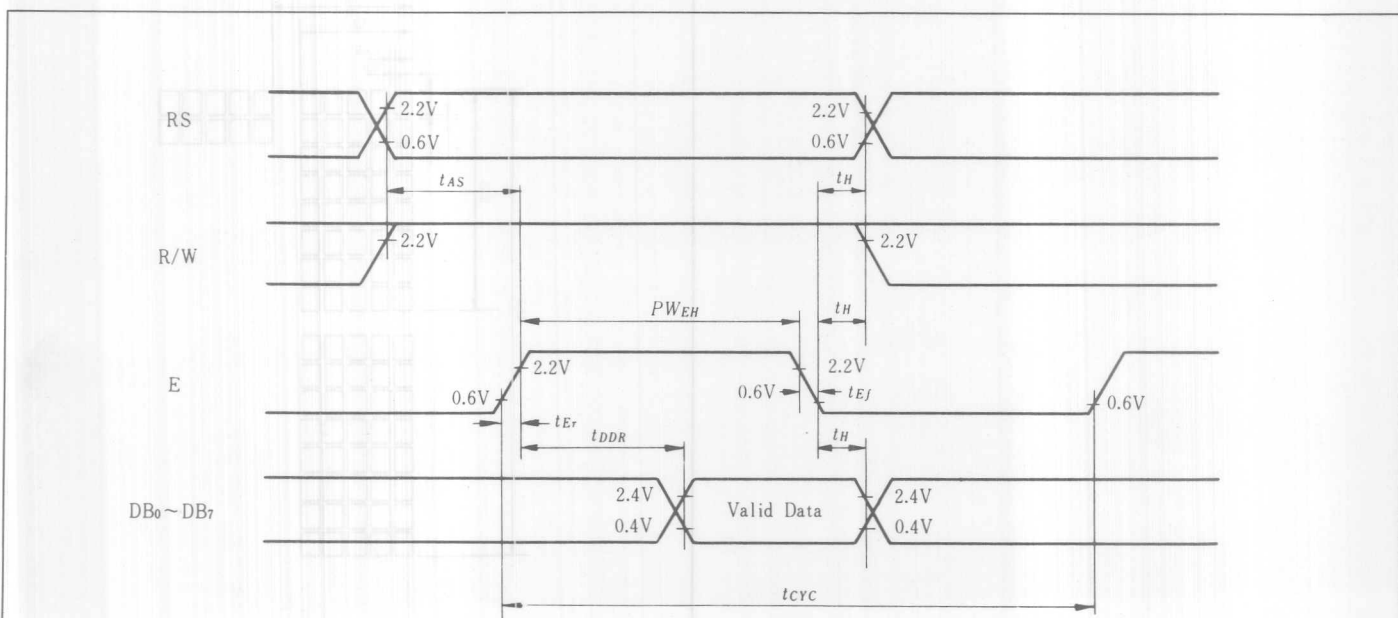 RS
2.2V
0.6V
2.2V
0.6V
tAS
tH
R/W
2.2V
2.2V
PWEH
tH
E
0.6V
2.2V
0.6V
2.2V
tEf
0.6V
tEr
tDDR
tH
DB0~DB7
2.4V
0.4V
Valid Data
2.4V
0.4V
tCYC